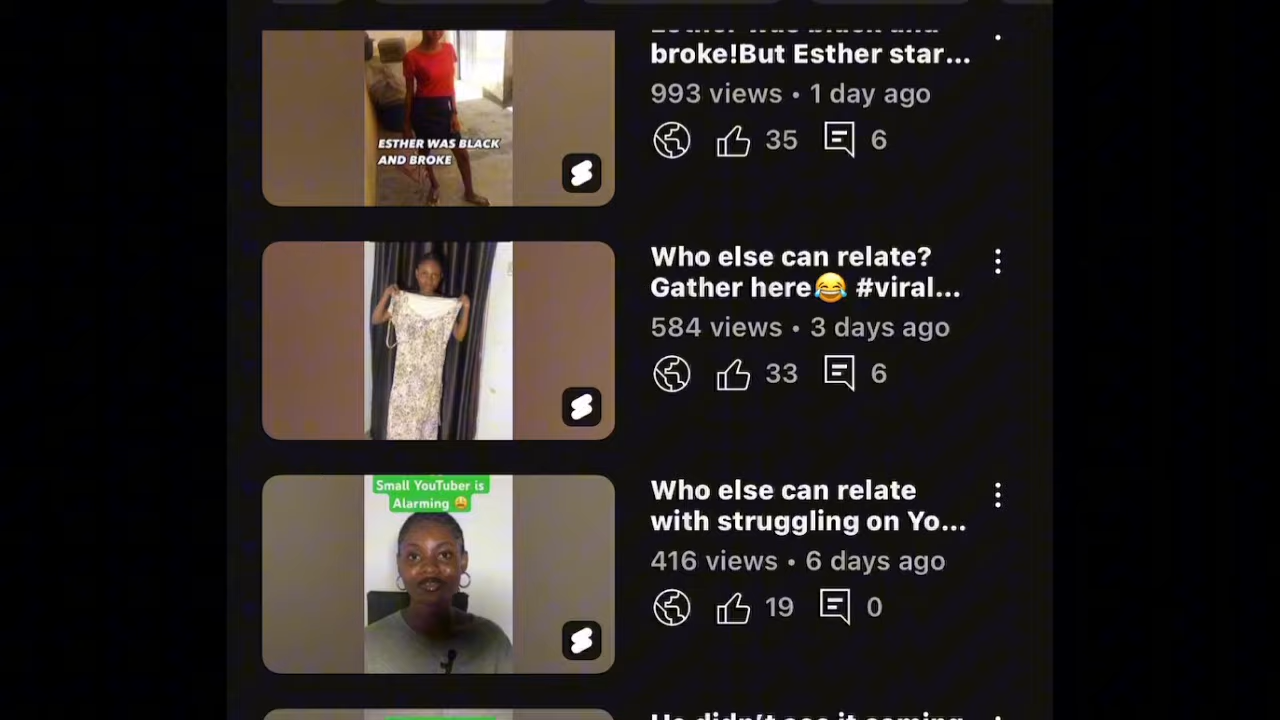 broke!But Esther star...
993 views • 1 day ago
35 6
ESTHER WAS BLACK
AND BROKE
Who else can relate?
Gather here😂 #viral...
584 views • 3 days ago
33 6
Small YouTuber is
Alarming 😩
Who else can relate
with struggling on Yo...
416 views • 6 days ago
19 0